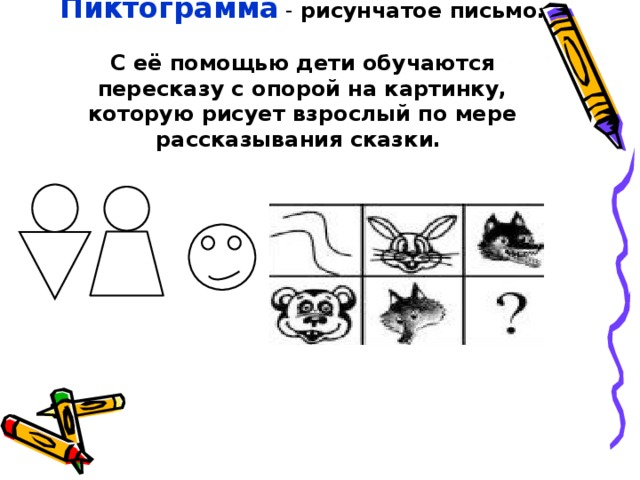 Пиктограмма - рисунчатое письмо.
С её помощью дети обучаются
пересказу с опорой на картинку,
которую рисует взрослый по мере
рассказывания сказки.
?